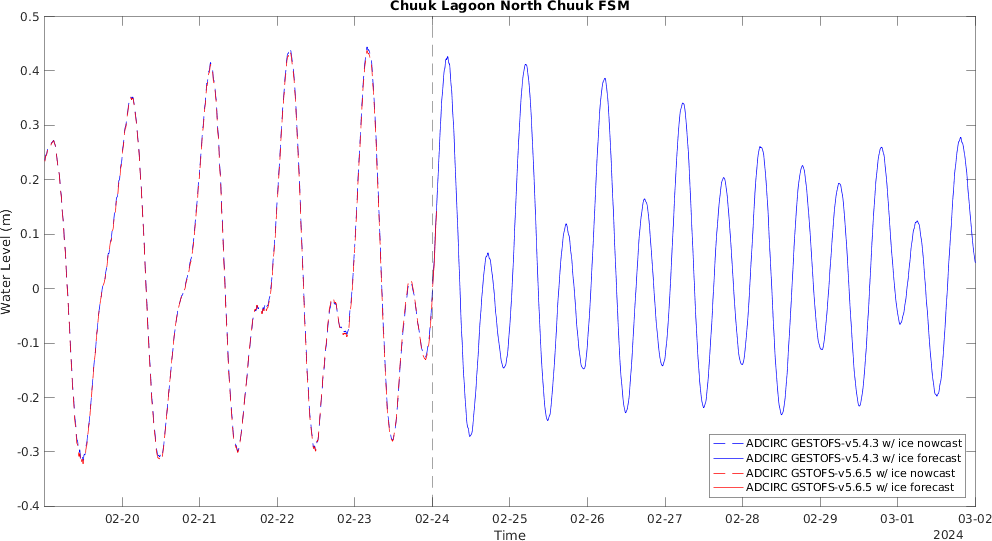 Chuuk Lagoon North Chuuk FSM
0.5
0.4
0.3
0.2
0.1
0
-0.1
-0.2
-0.3
-0.4
Water Level (m)
02-20 02-21 02-22 02-23 02-24 02-25 02-26 02-27 02-28 02-29 03-01 03-02
Time
2024
ADCIRC GESTOFS-v5.4.3 w/ ice nowcast
ADCIRC GESTOFS-v5.4.3 w/ ice forecast
ADCIRC GSTOFS-v5.6.5 w/ ice nowcast
ADCIRC GSTOFS-v5.6.5 w/ ice forecast